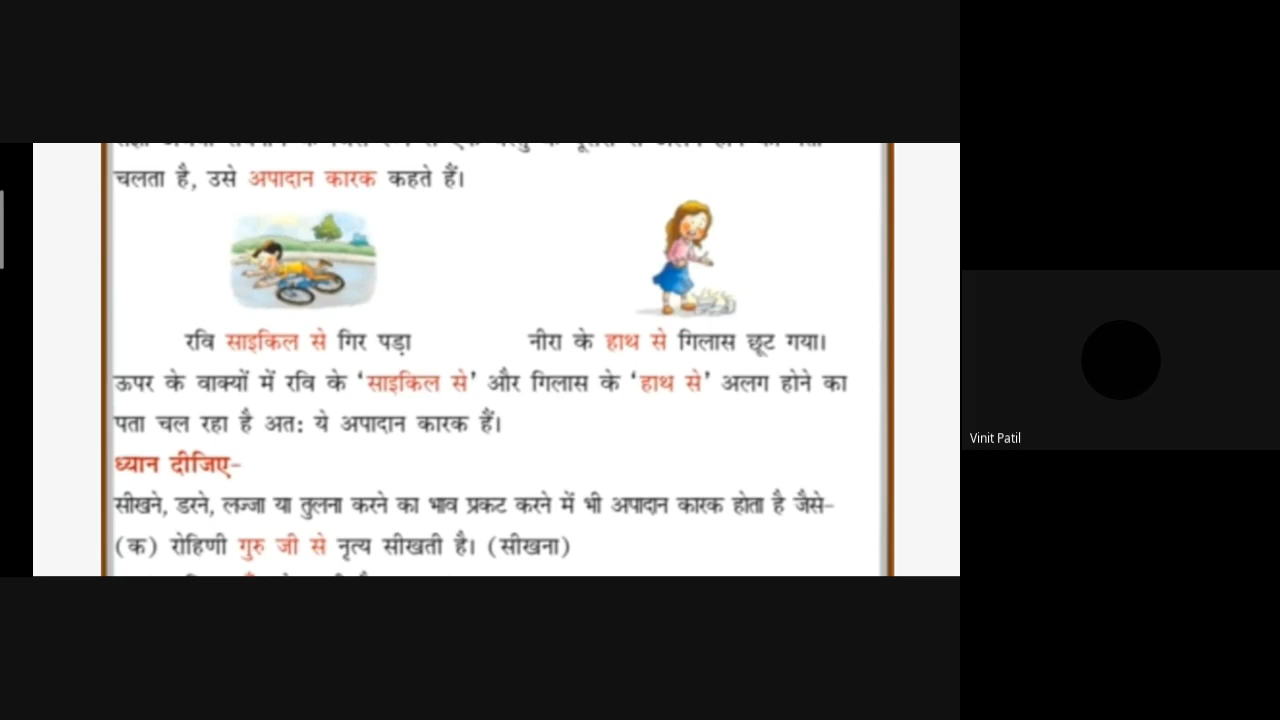 चलता है, उसे अपादान कारक कहते हैं।
रवि साइकिल से गिर पड़ा
नीरा के हाथ से गिलास छूट गया।
ऊपर के वाक्यों में रवि के ‘साइकिल से’ और गिलास के ‘हाथ से’ अलग होने का
पता चल रहा है अत: ये अपादान कारक हैं।
ध्यान दीजिए-
सीखने, डरने, लज्जा या तुलना करने का भाव प्रकट करने में भी अपादान कारक होता है जैसे-
(क) रोहिणी गुरु जी से नृत्य सीखती है। (सीखना)
Vinit Patil